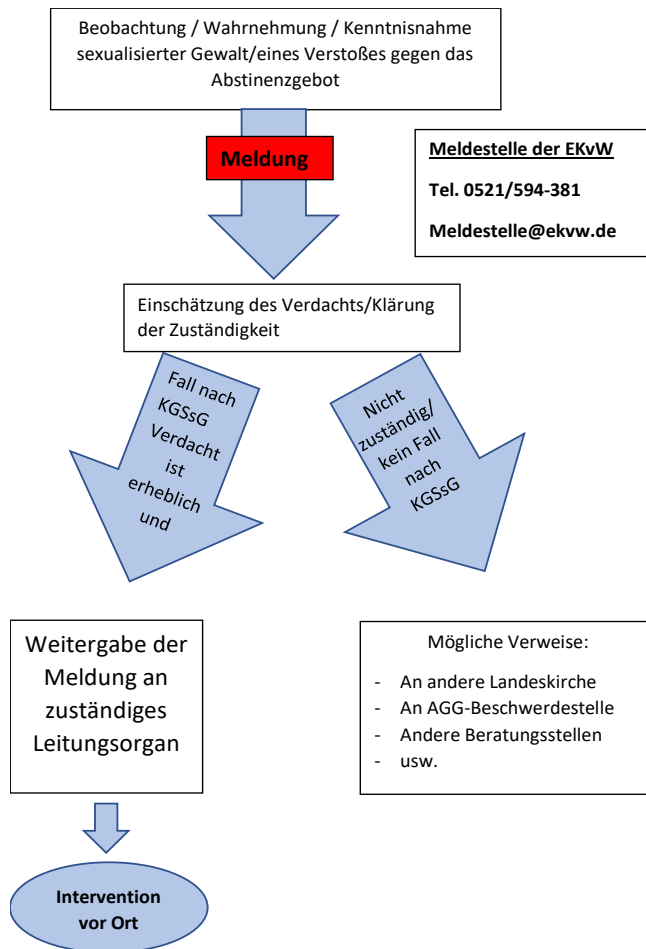 Beobachtung / Wahrnehmung / Kenntnisnahme
sexualisierter Gewalt/eines Verstoßes gegen das
Abstinenzgebot
Meldung
Meldestelle der EKvW
Tel. 0521/594-381
Meldestelle@ekvw.de
Einschätzung des Verdachts/Klärung
der Zuständigkeit
Fall nach
KGSsG
Verdacht
ist
erheblich
und
Nicht
zuständig/
kein Fall
nach
KGSsG
Weitergabe der
Meldung an
zuständiges
Leitungsorgan
Mögliche Verweise:
- An andere Landeskirche
- An AGG-Beschwerdestelle
- Andere Beratungsstellen
- usw.
Intervention
vor Ort